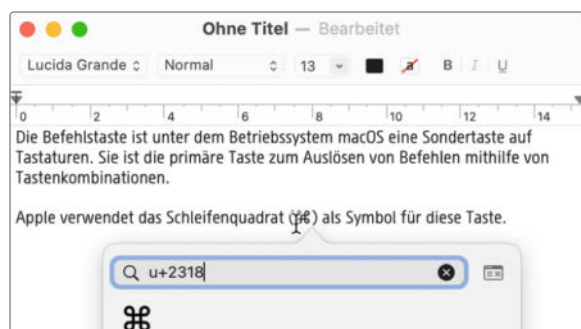 Ohne Titel — Bearbeitet
Lucida Grande Normal 13 a B I U
0 2 4 6 8 10 12 14
Die Befehlstaste ist unter dem Betriebssystem macOS eine Sondertaste auf
Tastaturen. Sie ist die primäre Taste zum Auslösen von Befehlen mithilfe von
Tastenkombinationen.
Apple verwendet das Schleifenquadrat (⌘) als Symbol für diese Taste.
u+2318
⌘